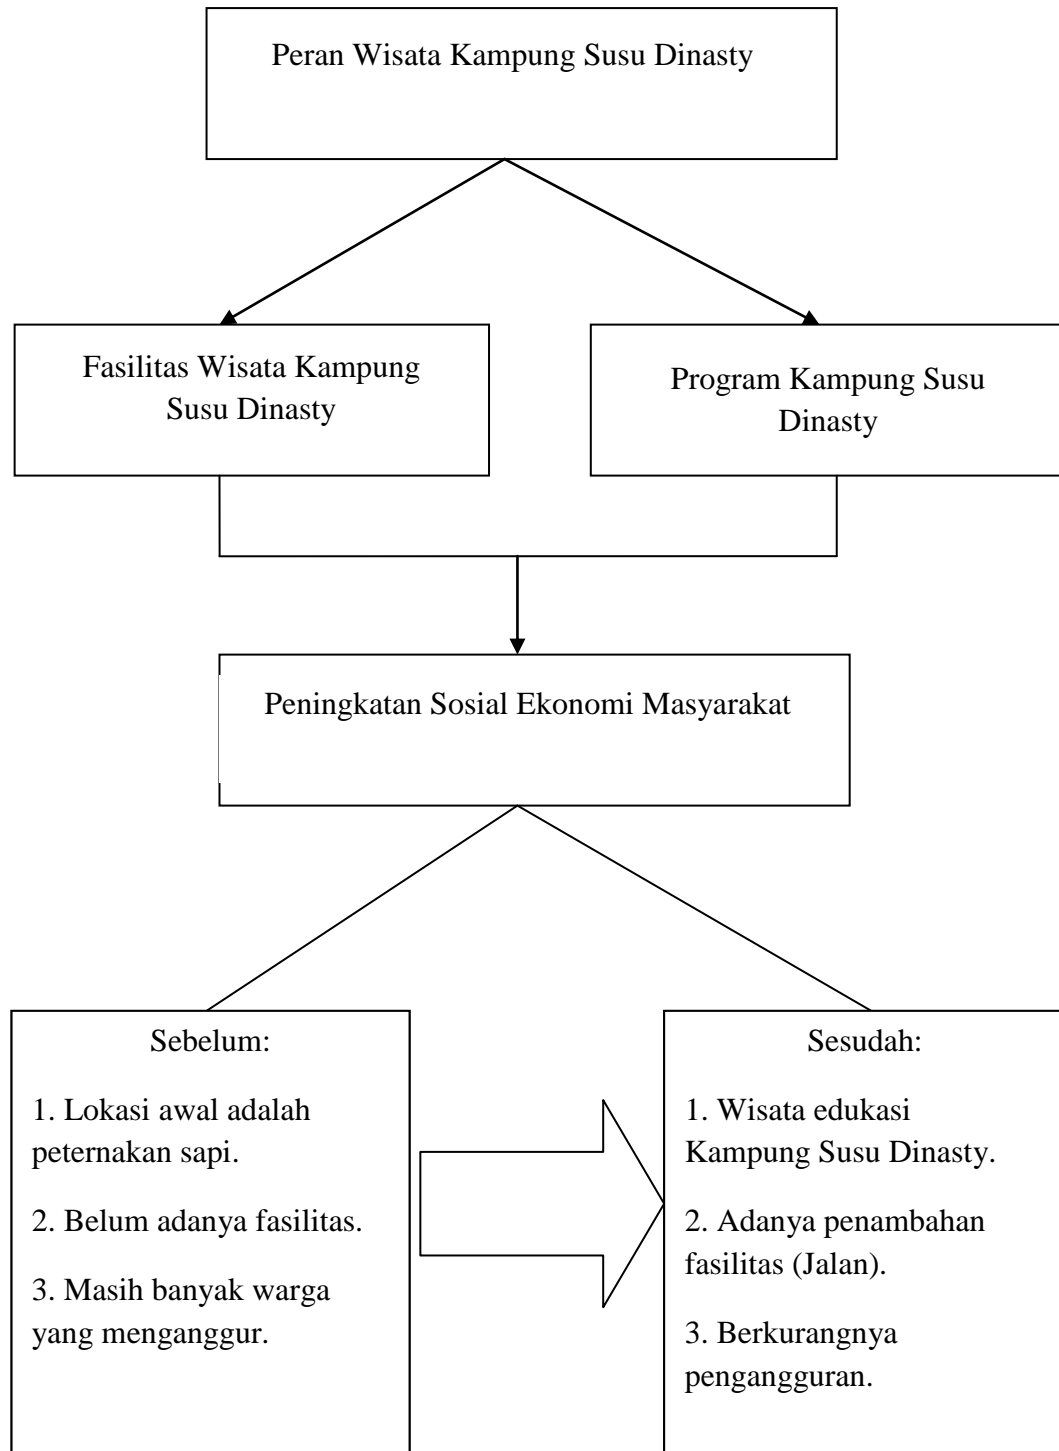 Peran Wisata Kampung Susu Dinasty
Fasilitas Wisata Kampung
Susu Dinasty
Program Kampung Susu
Dinasty
Peningkatan Sosial Ekonomi Masyarakat
Sebelum:
1. Lokasi awal adalah
peternakan sapi.
2. Belum adanya fasilitas.
3. Masih banyak warga
yang menganggur.
Sesudah:
1. Wisata edukasi
Kampung Susu Dinasty.
2. Adanya penambahan
fasilitas (Jalan).
3. Berkurangnya
pengangguran.